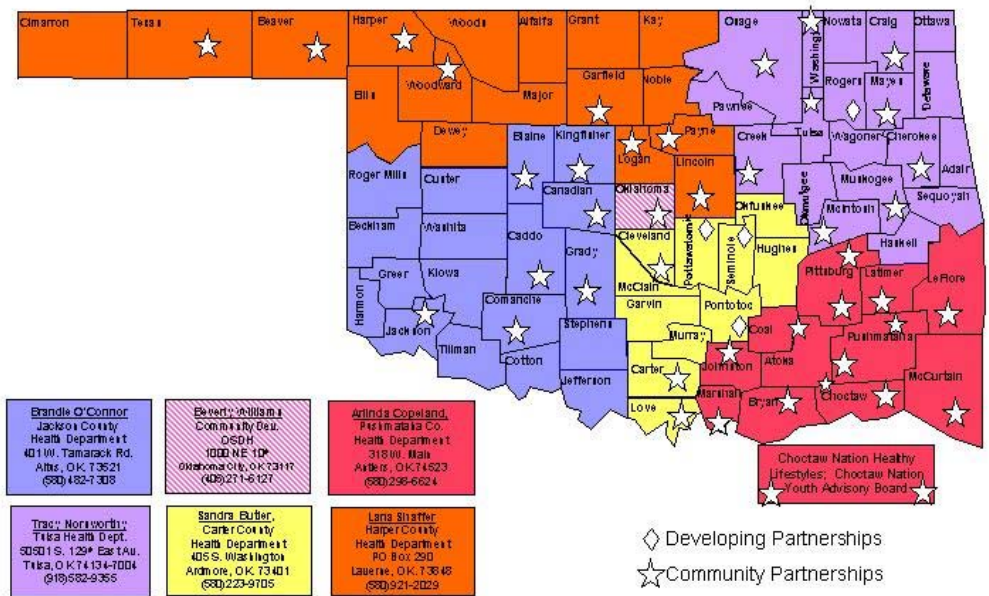 Cimarron
Texas
Beaver
Harper
Woods
Alfalfa
Grant
Kay
Osage
Washing
Nowata
Craig
Ottawa
Ellis
Woodward
Major
Garfield
Noble
Pawnee
Rogers
Mayes
Delaware
Dewey
Blaine
Kingfisher
Logan
Payne
Creek
Tulsa
Wagoner
Cherokee
Adair
Roger Mills
Custer
Canadian
Oklahoma
Lincoln
Okfuskee
Okmulgee
Muskogee
McIntosh
Sequoyah
Beckham
Washita
Caddo
Grady
Cleveland
Pottawatomie
Seminole
Hughes
Haskell
Pittsburg
Latimer
LeFlore
Harmon
Greer
Kiowa
Comanche
McClain
Garvin
Pontotoc
Coal
Pushmataha
Jackson
Tillman
Cotton
Stephens
Murray
Johnston
Atoka
McCurtain
Jefferson
Carter
Love
Marshall
Bryan
Choctaw
Brandie O'Connor
Jackson County
Health Department
401 W. Tamarack Rd.
Altus, OK 73521
(580)482-7308
Beverly Williams
Community Dev.
OSDH
1000 NE 10*
Oklahoma City, OK 73117
(405)271-6127
Arlinda Copeland,
Pushmataha Co.
Health Department
318 W. Main
Antlers, OK 74523
(580)298-6624
Choctaw Nation Healthy
Lifestyles; Choctaw Nation
Youth Advisory Board
Tracy Norsworthy
Tulsa Health Dept.
50501 S. 129* East Av.
Tulsa, OK 74134-7004
(918)582-9355
Sandra Butler,
Carter County
Health Department
405 S. Washington
Ardmore, OK 73401
(580)223-9705
Lana Shaffer
Harper County
Health Department
PO Box 290
Laverne, OK 73848
(580)921-2029
Developing Partnerships
Community Partnerships